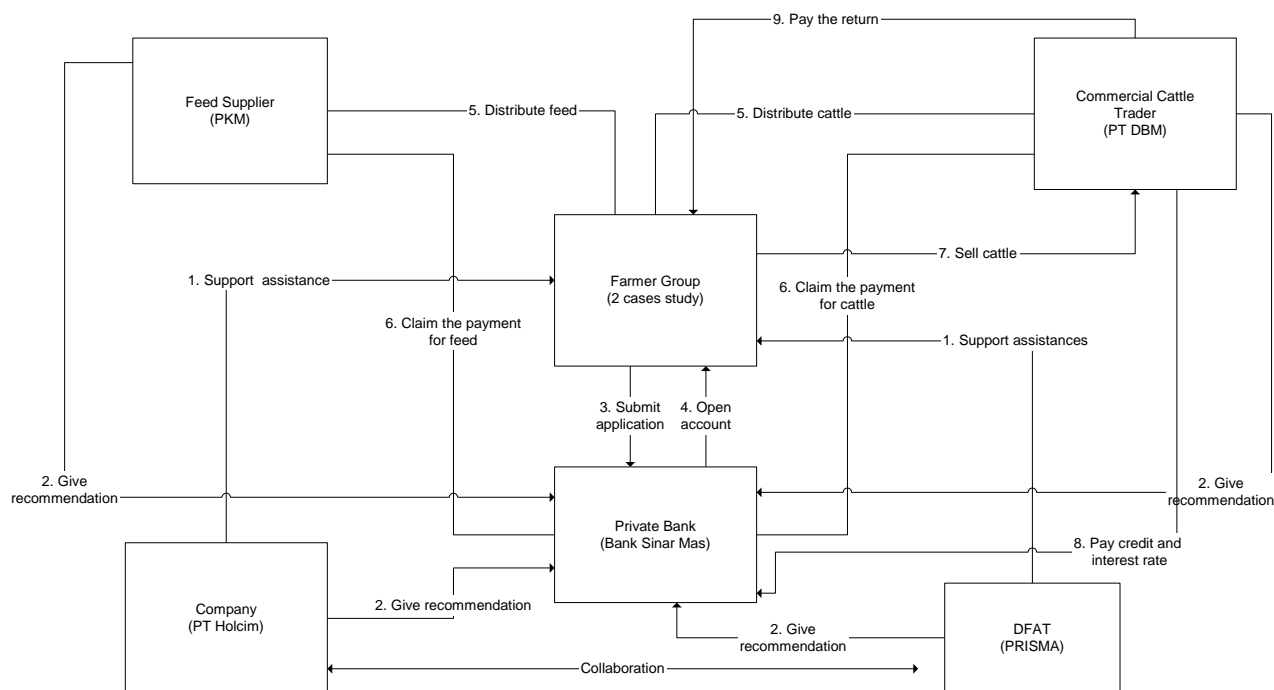 9. Pay the return
Feed Supplier
(PKM)
Commercial Cattle
Trader
(PT DBM)
5. Distribute feed
5. Distribute cattle
7. Sell cattle
1. Support  assistance
Farmer Group
(2 cases study)
6. Claim the payment
for cattle
6. Claim the payment
for feed
1. Support assistances
3. Submit
application
4. Open
account
2. Give
recommendation
2. Give
recommendation
Private Bank
(Bank Sinar Mas)
8. Pay credit and
interest rate
2. Give recommendation
Company
(PT Holcim)
2. Give
recommendation
DFAT
(PRISMA)
Collaboration